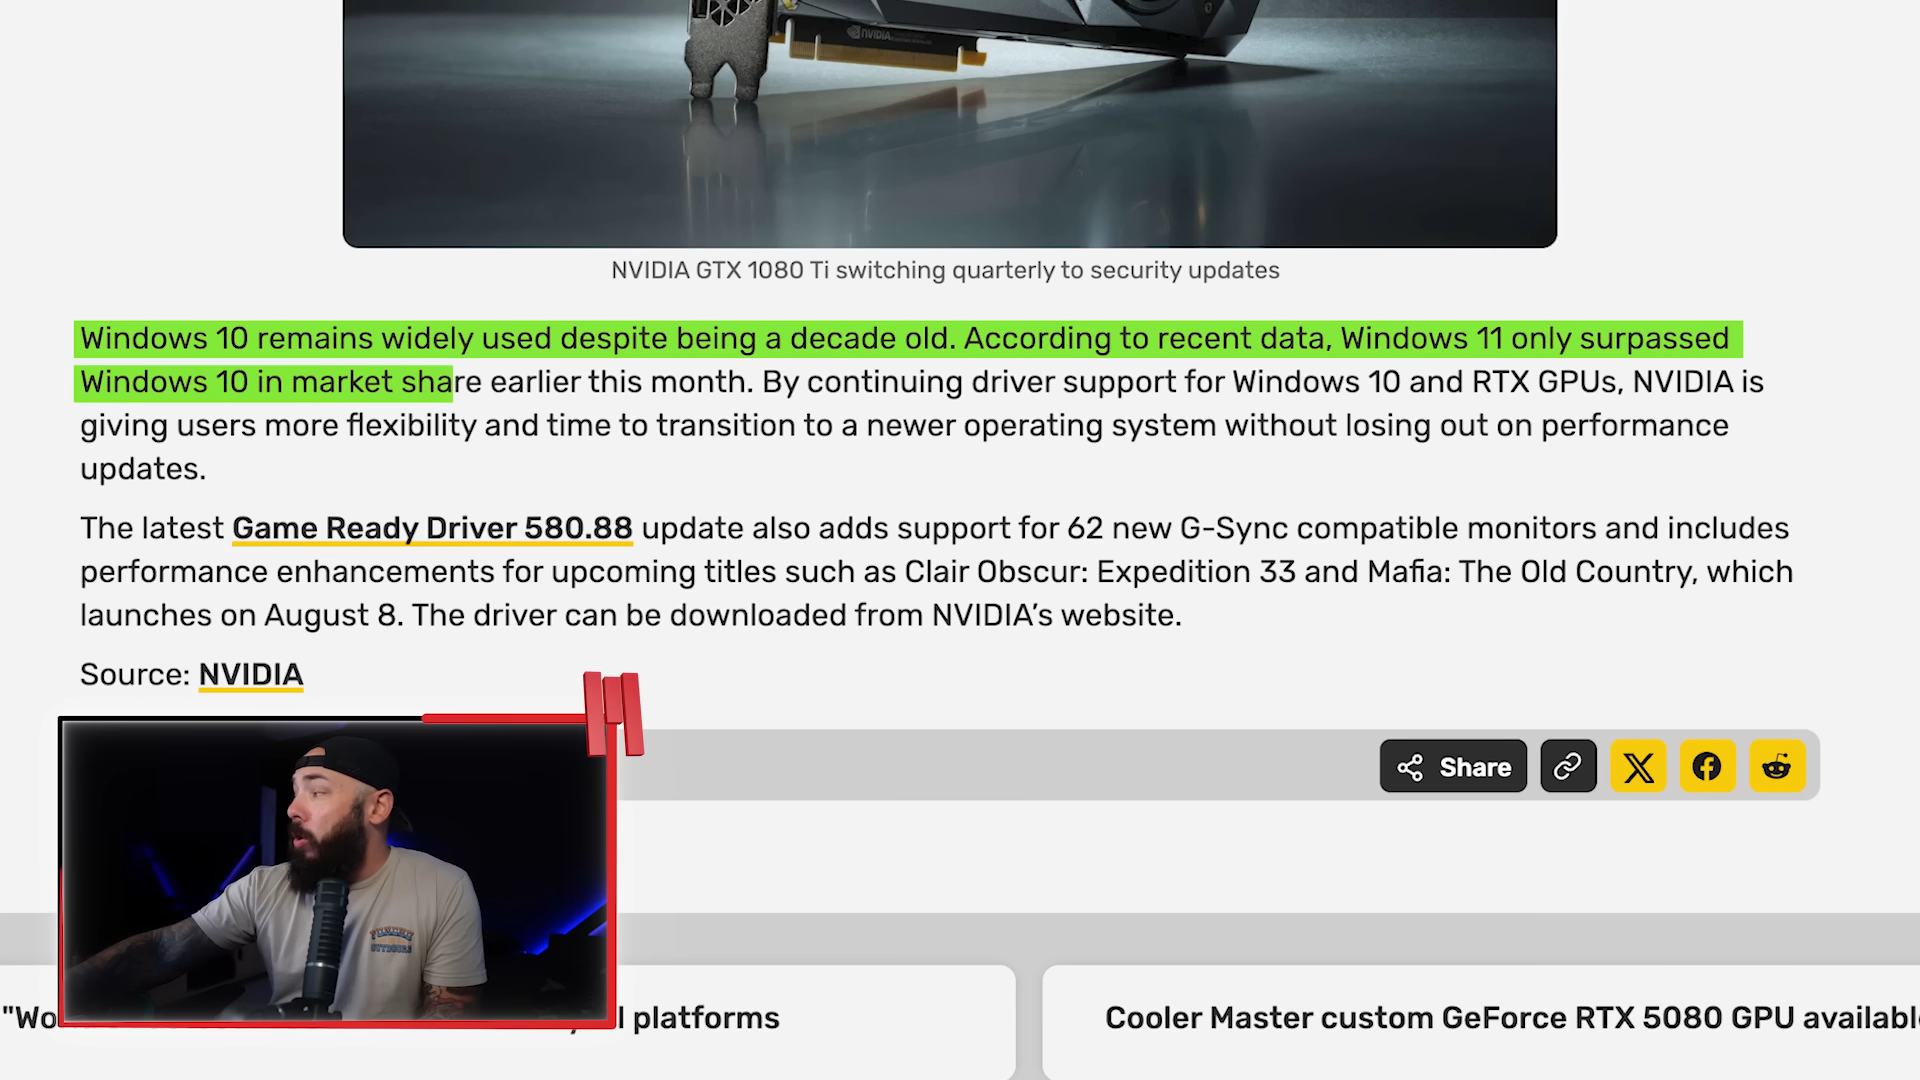 NVIDIA
NVIDIA GTX 1080 Ti switching quarterly to security updates
Windows 10 remains widely used despite being a decade old. According to recent data, Windows 11 only surpassed
Windows 10 in market share earlier this month. By continuing driver support for Windows 10 and RTX GPUs, NVIDIA is
giving users more flexibility and time to transition to a newer operating system without losing out on performance
updates.
The latest Game Ready Driver 580.88 update also adds support for 62 new G-Sync compatible monitors and includes
performance enhancements for upcoming titles such as Clair Obscur: Expedition 33 and Mafia: The Old Country, which
launches on August 8. The driver can be downloaded from NVIDIA’s website.
Source: NVIDIA
Share
OUTDOORS
"Wo
platforms
Cooler Master custom GeForce RTX 5080 GPU availabl